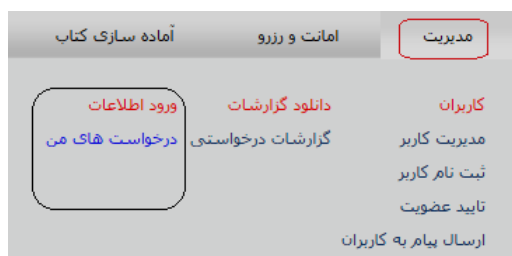 مدیریت امانت و رزرو آماده سازی کتاب
کاربران دانلود گزارشات ورود اطلاعات
مدیریت کاربر گزارشات درخواستی درخواست های من
ثبت نام کاربر
تایید عضویت
ارسال پیام به کاربران